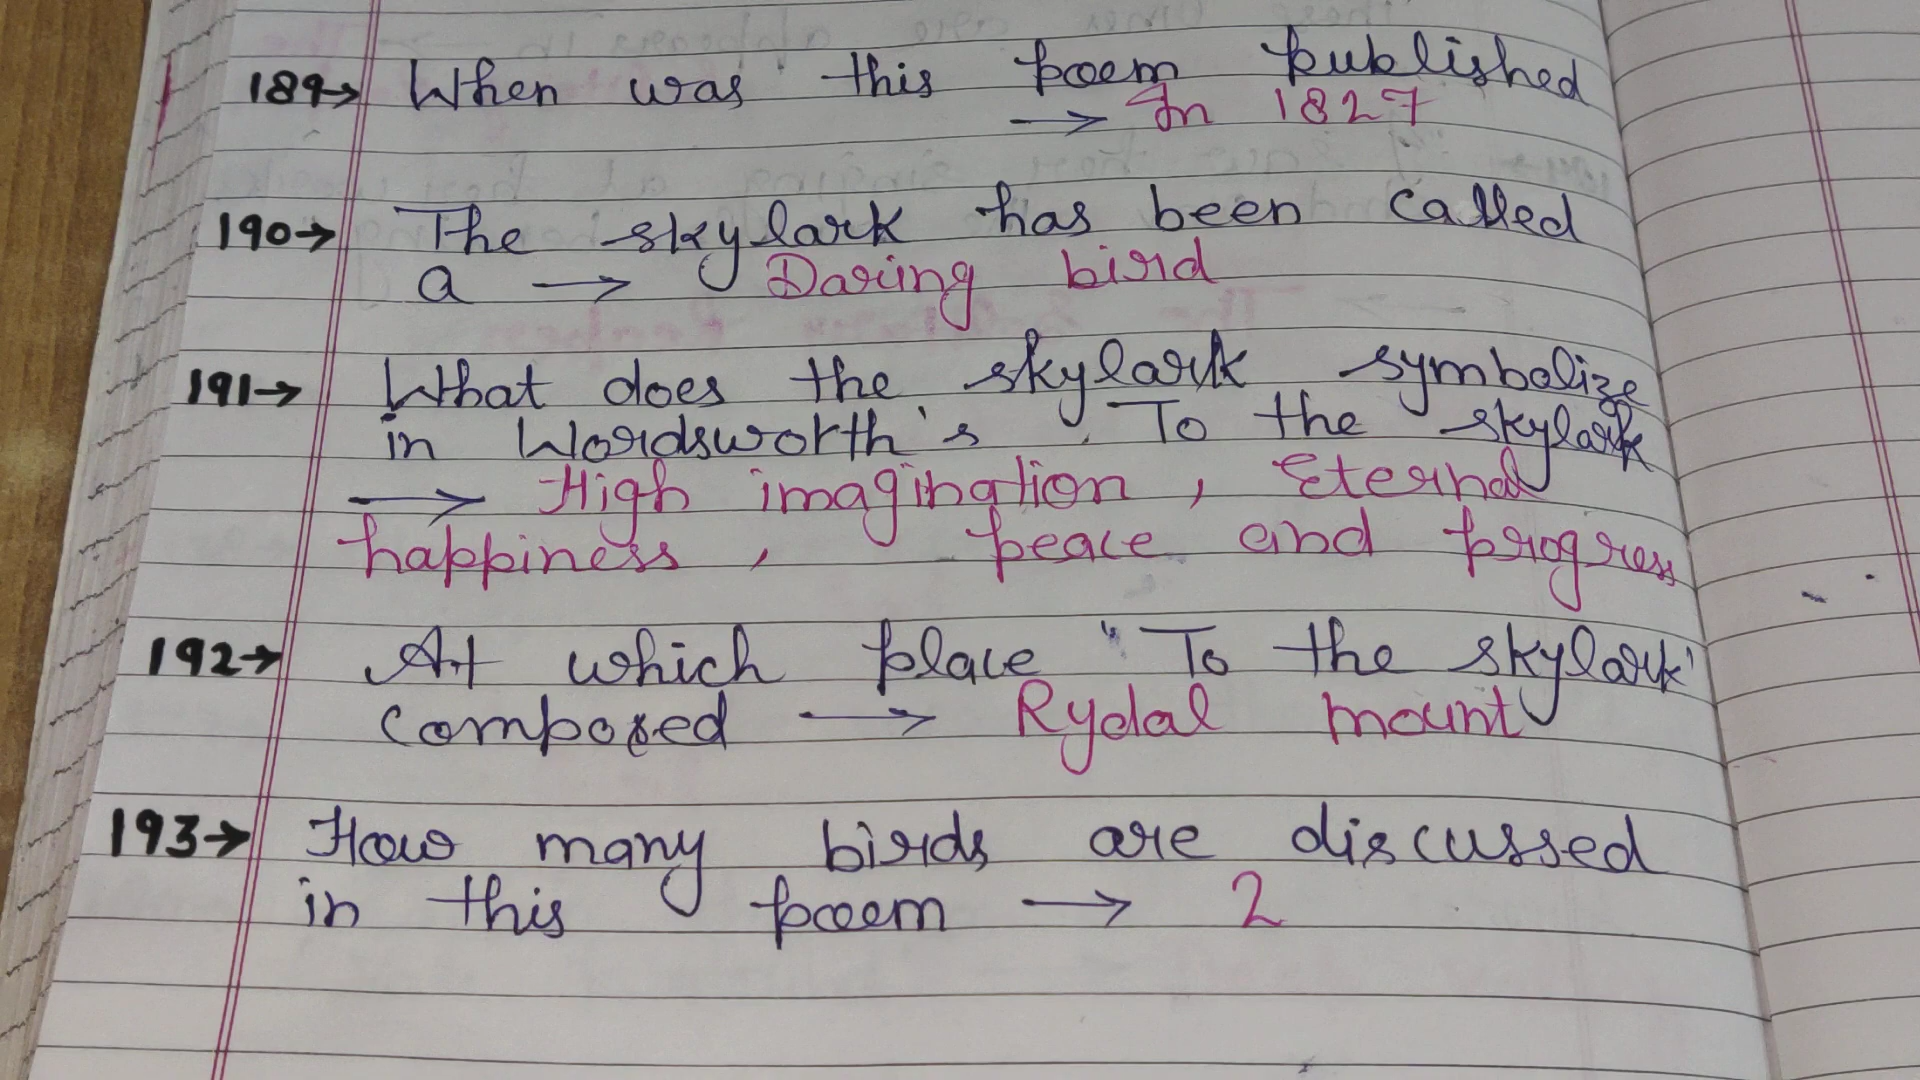 189→ When was this poem published
→ In 1827
190→ The skylark has been called
a → Daring bird
191→ What does the skylark symbolize
in Wordsworth's To the skylark
→ High imagination, Eternal
happiness, peace and progress
192→ At which place "To the skylark'
composed → Rydal mount
193→ How many birds are discussed
in this poem → 2